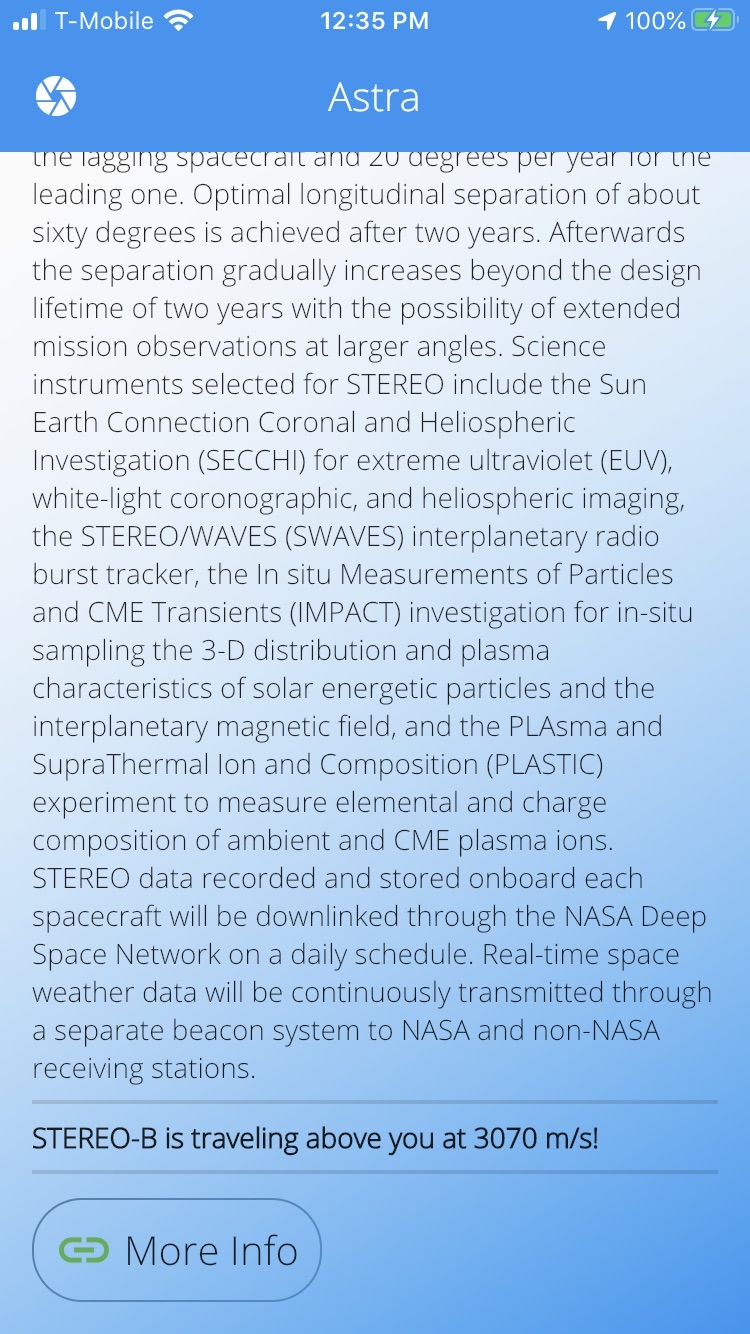 T-Mobile 12:35 PM 100%
Astra
the lagging spacecraft and 20 degrees per year for the
leading one. Optimal longitudinal separation of about
sixty degrees is achieved after two years. Afterwards
the separation gradually increases beyond the design
lifetime of two years with the possibility of extended
mission observations at larger angles. Science
instruments selected for STEREO include the Sun
Earth Connection Coronal and Heliospheric
Investigation (SECCHI) for extreme ultraviolet (EUV),
white-light coronographic, and heliospheric imaging,
the STEREO/WAVES (SWAVES) interplanetary radio
burst tracker, the In situ Measurements of Particles
and CME Transients (IMPACT) investigation for in-situ
sampling the 3-D distribution and plasma
characteristics of solar energetic particles and the
interplanetary magnetic field, and the PLAsma and
SupraThermal Ion and Composition (PLASTIC)
experiment to measure elemental and charge
composition of ambient and CME plasma ions.
STEREO data recorded and stored onboard each
spacecraft will be downlinked through the NASA Deep
Space Network on a daily schedule. Real-time space
weather data will be continuously transmitted through
a separate beacon system to NASA and non-NASA
receiving stations.
STEREO-B is traveling above you at 3070 m/s!
More Info